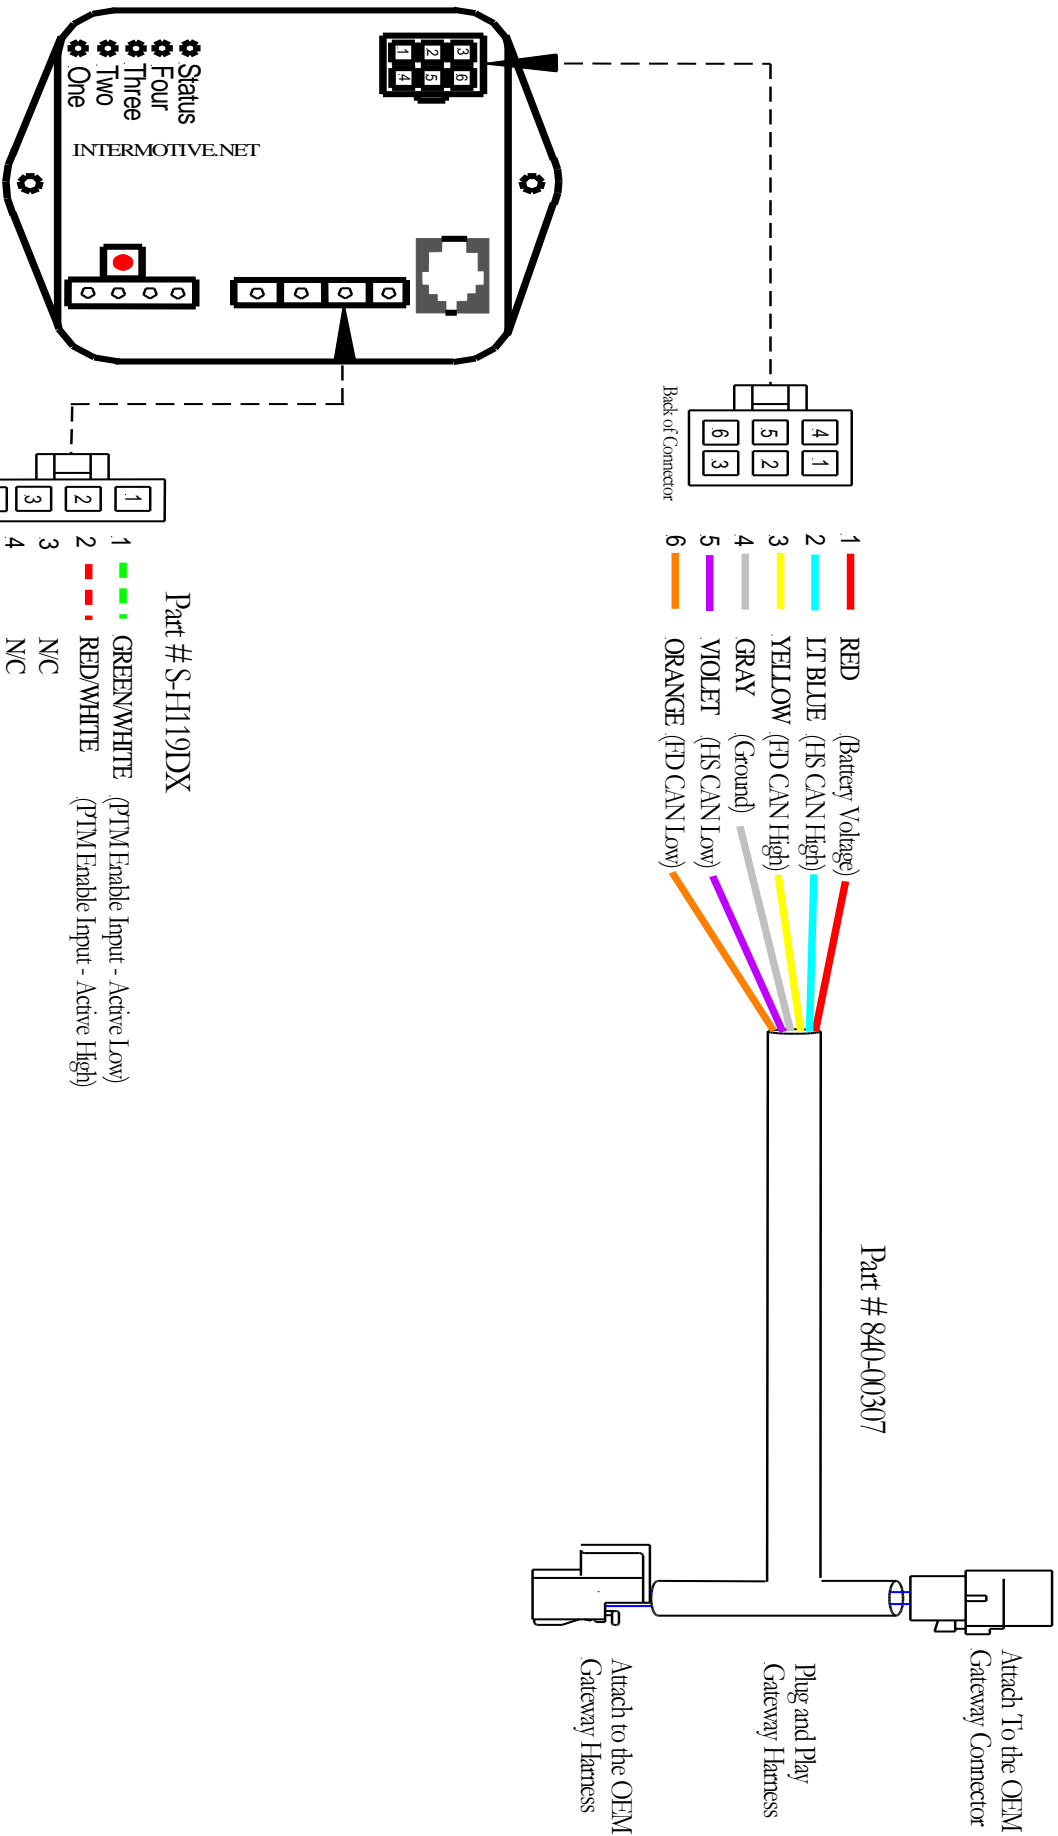 Part # 840-00307
Attach To the OEM
Gateway Connector
Plug and Play
Gateway Harness
Attach to the OEM
Gateway Harness
1 RED (Battery Voltage)
2 LT BLUE (HS CAN High)
3 YELLOW (FD CAN High)
4 GRAY (Ground)
5 VIOLET (HS CAN Low)
6 ORANGE (FD CAN Low)
4 1
5 2
6 3
Back of Connector
3 6
2 5
1 4
Status
Four
Three
Two
One
INTERMOTIVE.NET
Part # S-H119DX
1
2
3
1 GREEN/WHITE (PTM Enable Input - Active Low)
2 RED/WHITE (PTM Enable Input - Active High)
3 N/C
4 N/C